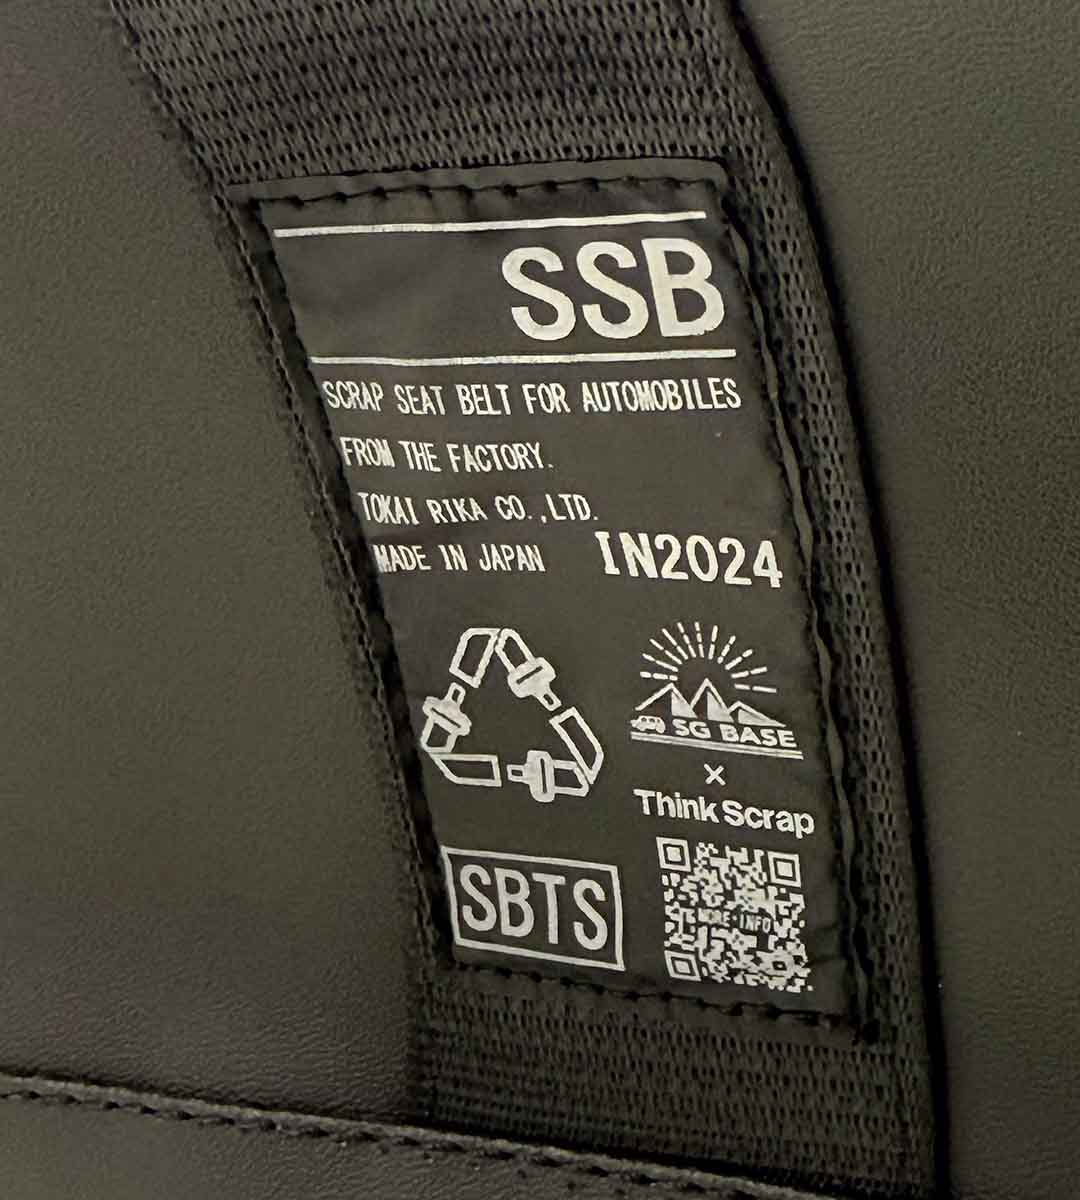 SSB
SCRAP SEAT BELT FOR AUTOMOBILES
FROM THE FACTORY.
TOKAI RIKA CO.,LTD.
MADE IN JAPAN IN2024
SG BASE
×
Think Scrap
SBTS
MORE·INFO